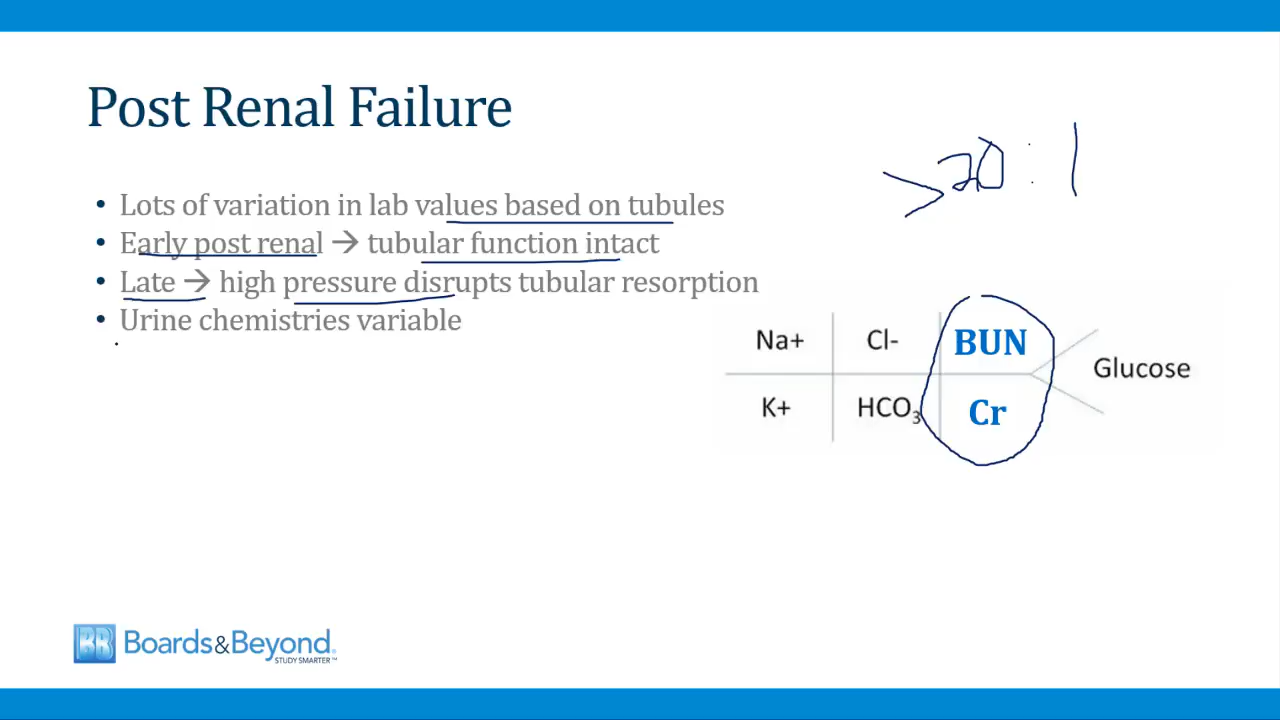 Post Renal Failure
>20:1
• Lots of variation in lab values based on tubules
• Early post renal → tubular function intact
• Late → high pressure disrupts tubular resorption
• Urine chemistries variable
Na+ Cl- BUN
Glucose
K+ HCO₃ Cr
BB Boards&Beyond.
STUDY SMARTER™